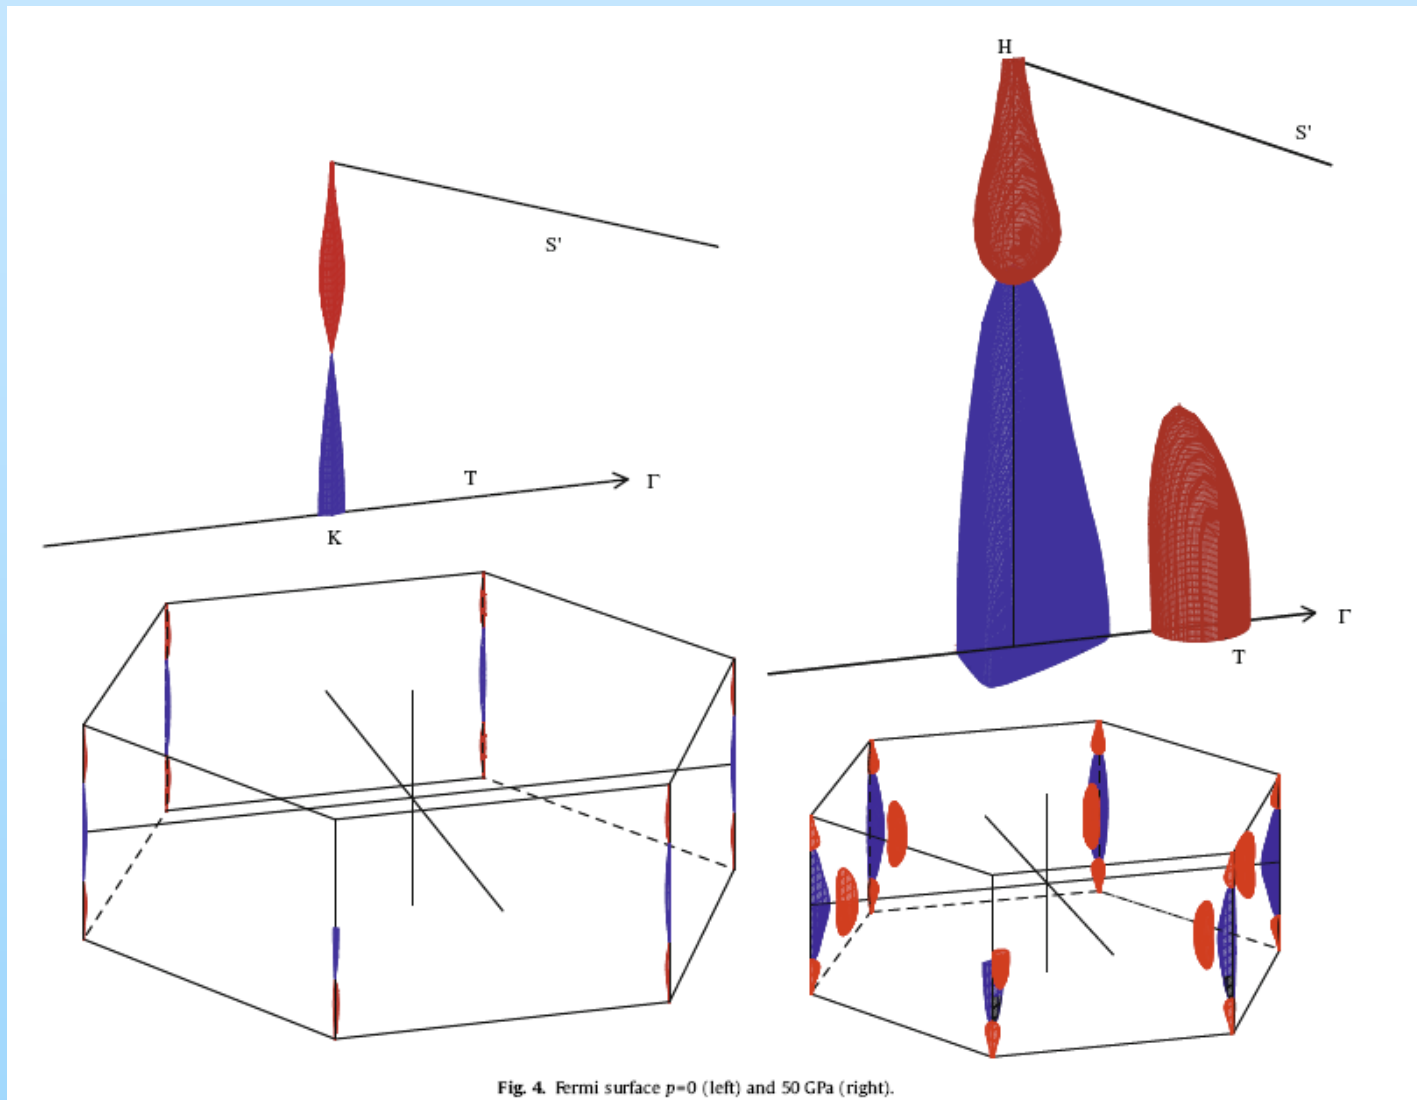 H
S'
S'
T
Γ
K
Γ
T
Fig. 4. Fermi surface p=0 (left) and 50 GPa (right).